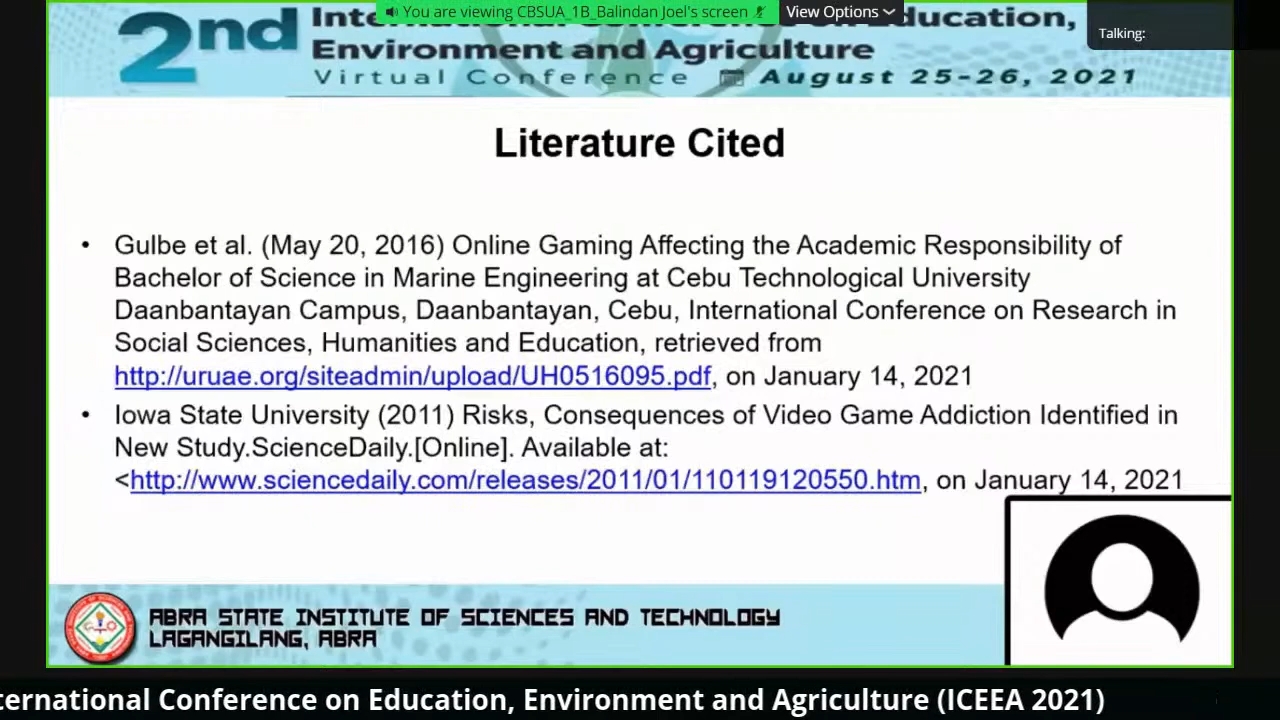 You are viewing CBSUA_1B_Balindan Joel's screen
View Options
Talking:
2nd
Environment and Agriculture
Virtual Conference August 25-26, 2021
Literature Cited
• Gulbe et al. (May 20, 2016) Online Gaming Affecting the Academic Responsibility of
Bachelor of Science in Marine Engineering at Cebu Technological University
Daanbantayan Campus, Daanbantayan, Cebu, International Conference on Research in
Social Sciences, Humanities and Education, retrieved from
http://uruae.org/siteadmin/upload/UH0516095.pdf, on January 14, 2021
• Iowa State University (2011) Risks, Consequences of Video Game Addiction Identified in
New Study.ScienceDaily.[Online]. Available at:
<http://www.sciencedaily.com/releases/2011/01/110119120550.htm, on January 14, 2021
ABRA STATE INSTITUTE OF SCIENCES AND TECHNOLOGY
LAGANGILANG, ABRA
ternational Conference on Education, Environment and Agriculture (ICEEA 2021)